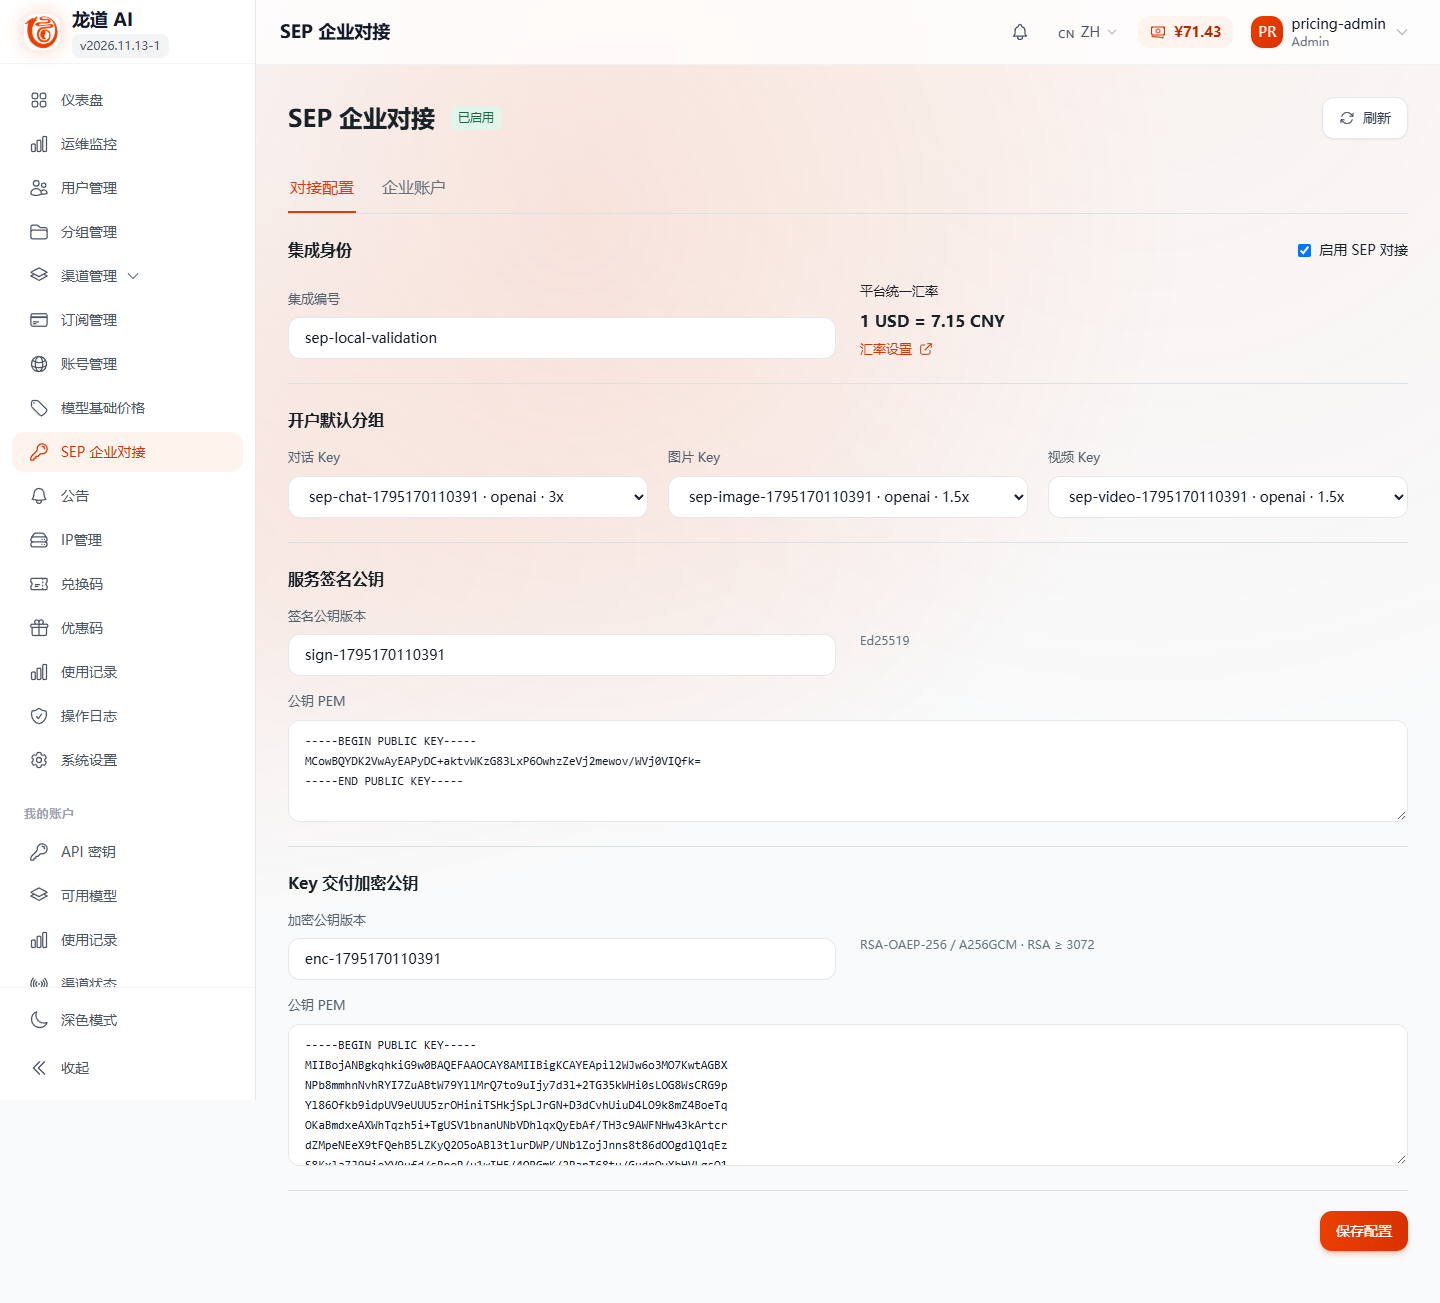 龙道 AI
v2026.11.13-1
仪表盘
运维监控
用户管理
分组管理
渠道管理
订阅管理
账号管理
模型基础价格
SEP 企业对接
公告
IP管理
兑换码
优惠码
使用记录
操作日志
系统设置
我的账户
API 密钥
可用模型
使用记录
渠道状态
深色模式
收起
SEP 企业对接
CN ZH
¥71.43
PR
pricing-admin
Admin
SEP 企业对接
已启用
刷新
对接配置
企业账户
集成身份
启用 SEP 对接
集成编号
sep-local-validation
平台统一汇率
1 USD = 7.15 CNY
汇率设置
开户默认分组
对话 Key
图片 Key
视频 Key
sep-chat-1795170110391 · openai · 3x
sep-image-1795170110391 · openai · 1.5x
sep-video-1795170110391 · openai · 1.5x
服务签名公钥
签名公钥版本
sign-1795170110391
Ed25519
公钥 PEM
-----BEGIN PUBLIC KEY-----
MCowBQYDK2VwAyEAPyDC+aktvWKzG83LxP6OwhzZeVj2mewov/WVj0VIQfk=
-----END PUBLIC KEY-----
Key 交付加密公钥
加密公钥版本
enc-1795170110391
RSA-OAEP-256 / A256GCM · RSA ≥ 3072
公钥 PEM
-----BEGIN PUBLIC KEY-----
MIIBojANBgkqhkiG9w0BAQEFAAOCAY8AMIIBigKCAYEApil2WJw6o3MO7KwtAGBX
NPb8mmhnNvhRYI7ZuABtW79YllMrQ7to9uIjy7d3l+2TG35kWHi0sLOG8WsCRG9p
Yl86Ofkb9idpUV9eUUU5zrOHiniTSHkjSpLJrGN+D3dCvhUiuD4LO9k8mZ4BoeTq
OKaBmdxeAXWhTqzh5i+TgUSV1bnanUNbVDhlqxQyEbAf/TH3c9AWFNHw43kArtcr
dZMpeNEeX9tFQehB5LZKyQ2O5oABl3tlurDWP/UNb1ZojJnns8t86dOOgdlQ1qEz
保存配置